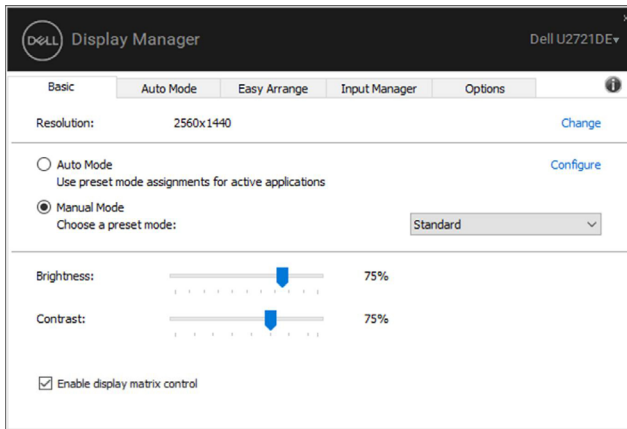 DELL Display Manager Dell U2721DE
Basic Auto Mode Easy Arrange Input Manager Options
Resolution: 2560x1440 Change
Auto Mode Configure
Use preset mode assignments for active applications
Manual Mode
Choose a preset mode: Standard
Brightness: 75%
Contrast: 75%
Enable display matrix control